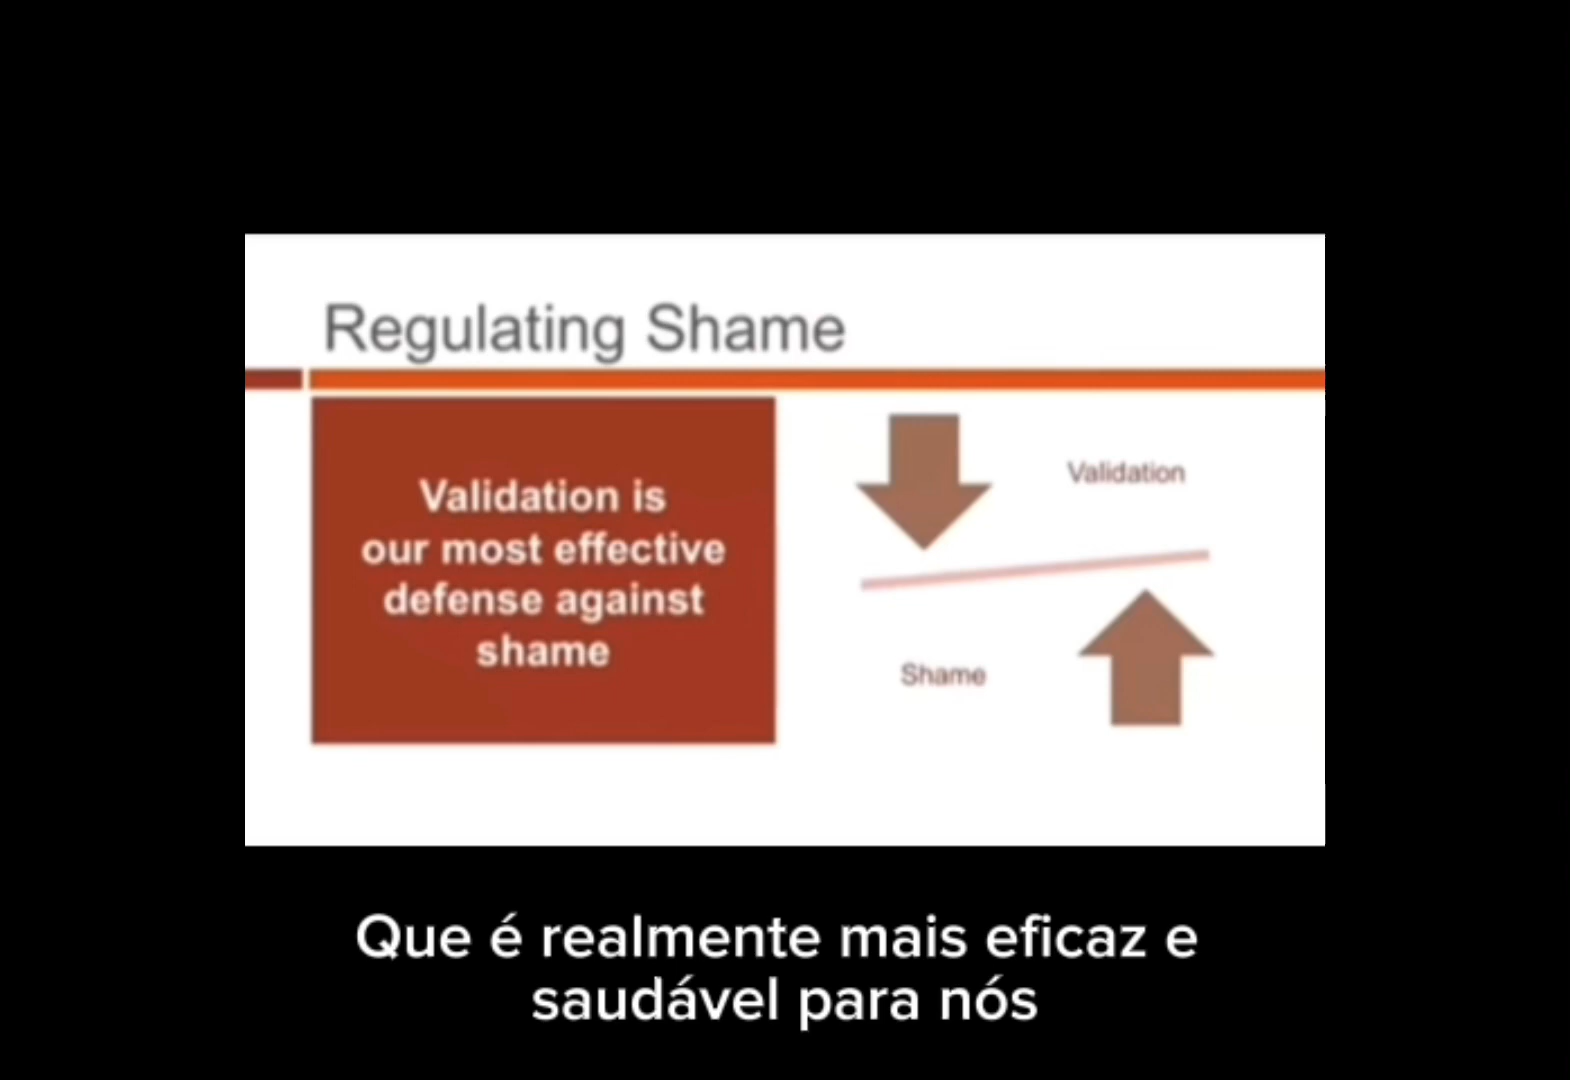 Regulating Shame
Validation is
our most effective
defense against
shame
Validation
Shame
Que é realmente mais eficaz e
saudável para nós